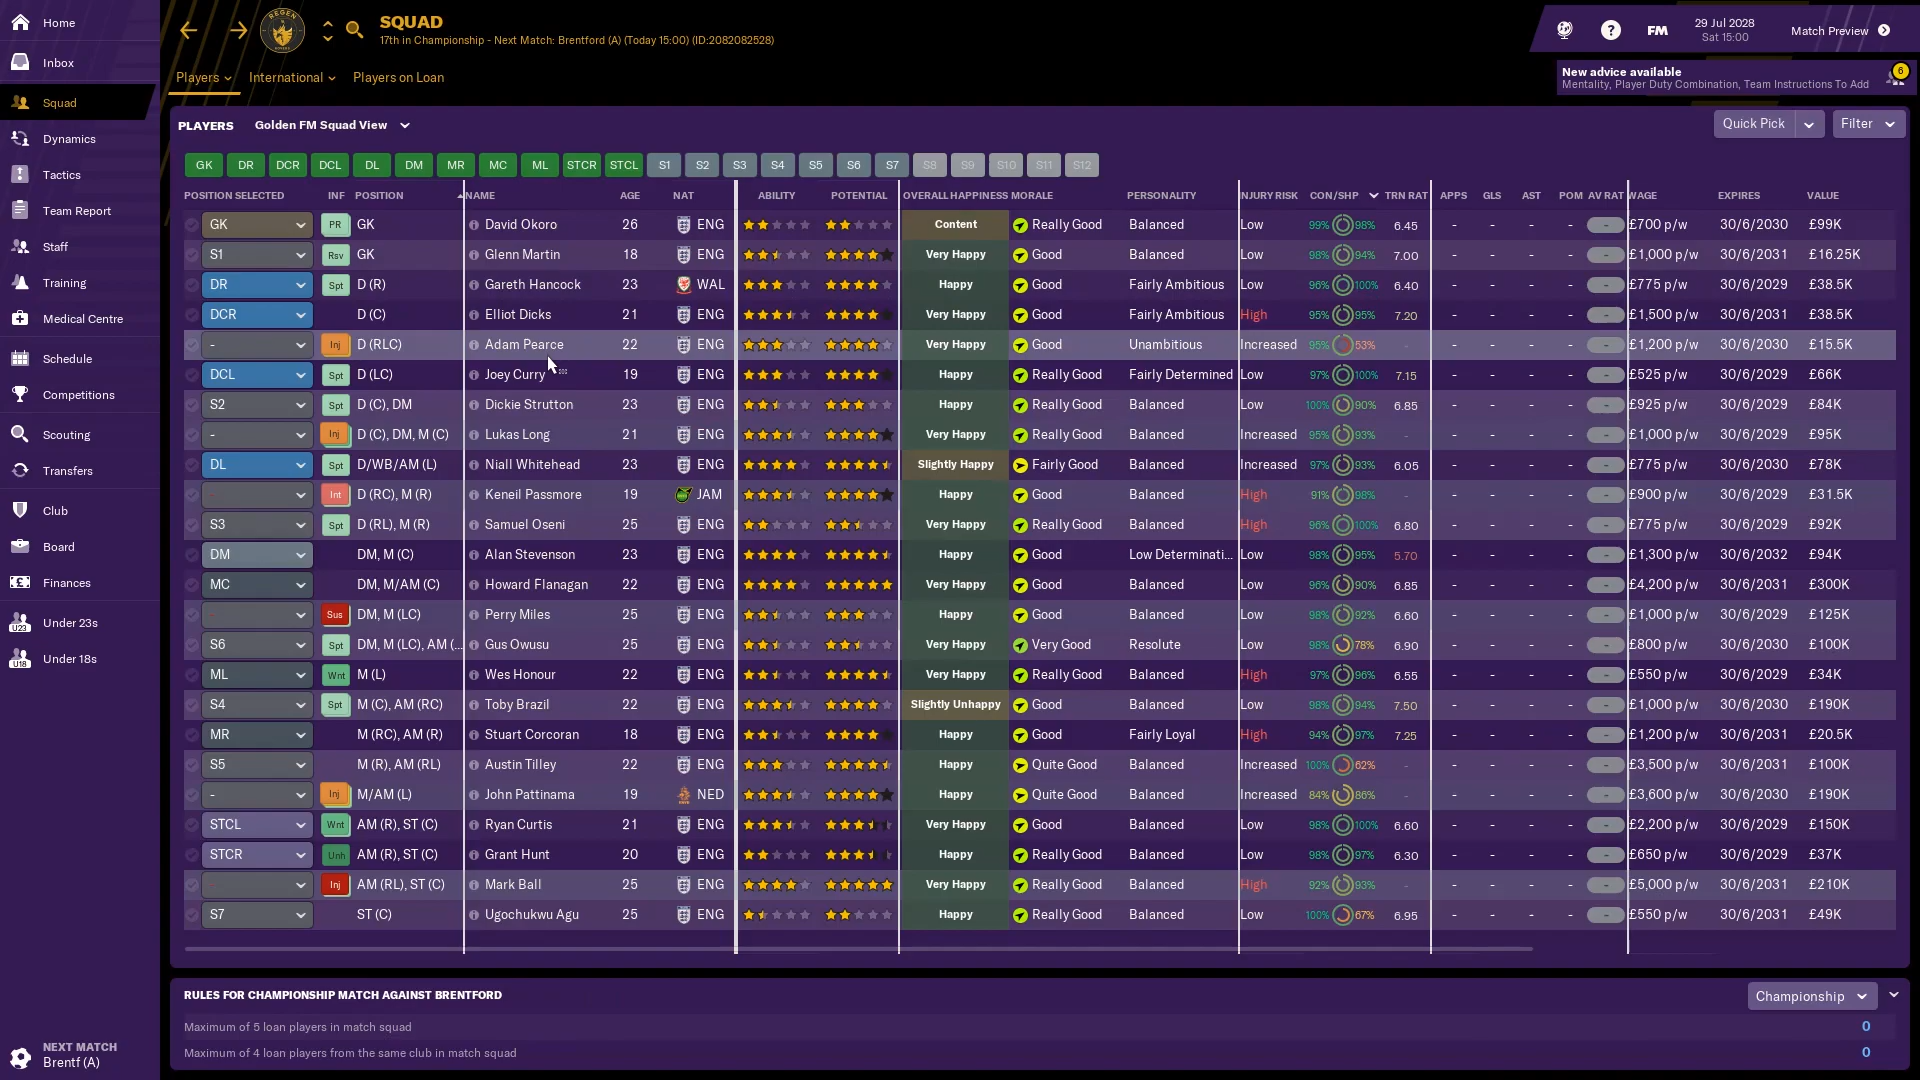 Home
Inbox
Squad
Dynamics
Tactics
Team Report
Staff
Training
Medical Centre
Schedule
Competitions
Scouting
Transfers
Club
Board
Finances
Under 23s
Under 18s
NEXT MATCH
Brentf (A)
SQUAD
17th in Championship - Next Match: Brentford (A) (Today 15:00) (ID:2082082528)
FM
29 Jul 2028
Sat 15:00
Match Preview
Players International Players on Loan
New advice available
Mentality, Player Duty Combination, Team Instructions To Add
6
PLAYERS Golden FM Squad View Quick Pick Filter
GK DR DCR DCL DL DM MR MC ML STCR STCL S1 S2 S3 S4 S5 S6 S7 S8 S9 S10 S11 S12
POSITION SELECTED INF POSITION NAME AGE NAT ABILITY POTENTIAL OVERALL HAPPINESS MORALE PERSONALITY INJURY RISK CON/SHP TRN RAT APPS GLS AST POM AV RAT WAGE EXPIRES VALUE
GK PR GK David Okoro 26 ENG Content Really Good Balanced Low 99% 98% 6.45 - - - - - £700 p/w 30/6/2030 £99K
S1 Rsv GK Glenn Martin 18 ENG Very Happy Good Balanced Low 98% 94% 7.00 - - - - - £1,000 p/w 30/6/2031 £16.25K
DR Spt D (R) Gareth Hancock 23 WAL Happy Good Fairly Ambitious Low 96% 100% 6.40 - - - - - £775 p/w 30/6/2029 £38.5K
DCR D (C) Elliot Dicks 21 ENG Very Happy Good Fairly Ambitious High 95% 95% 7.20 - - - - - £1,500 p/w 30/6/2031 £38.5K
- Inj D (RLC) Adam Pearce 22 ENG Very Happy Good Unambitious Increased 95% 53% - - - - - - £1,200 p/w 30/6/2030 £15.5K
DCL Spt D (LC) Joey Curry 19 ENG Happy Really Good Fairly Determined Low 97% 100% 7.15 - - - - - £525 p/w 30/6/2029 £66K
S2 Spt D (C), DM Dickie Strutton 23 ENG Happy Really Good Balanced Low 100% 90% 6.85 - - - - - £925 p/w 30/6/2029 £84K
- Inj D (C), DM, M (C) Lukas Long 21 ENG Very Happy Really Good Balanced Increased 95% 93% - - - - - - £1,000 p/w 30/6/2029 £95K
DL Spt D/WB/AM (L) Niall Whitehead 23 ENG Slightly Happy Fairly Good Balanced Increased 97% 93% 6.05 - - - - - £775 p/w 30/6/2030 £78K
- Int D (RC), M (R) Keneil Passmore 19 JAM Happy Good Balanced High 91% 98% - - - - - - £900 p/w 30/6/2029 £31.5K
S3 Spt D (RL), M (R) Samuel Oseni 25 ENG Very Happy Really Good Balanced High 96% 100% 6.80 - - - - - £775 p/w 30/6/2029 £92K
DM DM, M (C) Alan Stevenson 23 ENG Happy Good Low Determinati... Low 98% 95% 5.70 - - - - - £1,300 p/w 30/6/2032 £94K
MC DM, M/AM (C) Howard Flanagan 22 ENG Very Happy Good Balanced Low 96% 90% 6.85 - - - - - £4,200 p/w 30/6/2031 £300K
- Sus DM, M (LC) Perry Miles 25 ENG Happy Good Balanced Low 98% 92% 6.60 - - - - - £1,000 p/w 30/6/2029 £125K
S6 Spt DM, M (LC), AM (... Gus Owusu 25 ENG Very Happy Very Good Resolute Low 98% 78% 6.90 - - - - - £800 p/w 30/6/2030 £100K
ML Wnt M (L) Wes Honour 22 ENG Very Happy Really Good Balanced High 97% 96% 6.55 - - - - - £550 p/w 30/6/2029 £34K
S4 Spt M (C), AM (RC) Toby Brazil 22 ENG Slightly Unhappy Good Balanced Low 98% 94% 7.50 - - - - - £1,000 p/w 30/6/2031 £190K
MR M (RC), AM (R) Stuart Corcoran 18 ENG Happy Good Fairly Loyal High 94% 97% 7.25 - - - - - £1,200 p/w 30/6/2031 £20.5K
S5 M (R), AM (RL) Austin Tilley 22 ENG Happy Quite Good Balanced Increased 100% 62% - - - - - - £3,500 p/w 30/6/2031 £100K
- Inj M/AM (L) John Pattinama 19 NED Happy Quite Good Balanced Increased 84% 86% - - - - - - £3,600 p/w 30/6/2030 £190K
STCL Wnt AM (R), ST (C) Ryan Curtis 21 ENG Very Happy Good Balanced Low 98% 100% 6.60 - - - - - £2,200 p/w 30/6/2029 £150K
STCR Unh AM (R), ST (C) Grant Hunt 20 ENG Happy Really Good Balanced Low 98% 97% 6.30 - - - - - £650 p/w 30/6/2029 £37K
- Inj AM (RL), ST (C) Mark Ball 25 ENG Very Happy Really Good Balanced High 92% 93% - - - - - - £5,000 p/w 30/6/2031 £210K
S7 ST (C) Ugochukwu Agu 25 ENG Happy Really Good Balanced Low 100% 67% 6.95 - - - - - £550 p/w 30/6/2031 £49K
RULES FOR CHAMPIONSHIP MATCH AGAINST BRENTFORD Championship
Maximum of 5 loan players in match squad 0
Maximum of 4 loan players from the same club in match squad 0